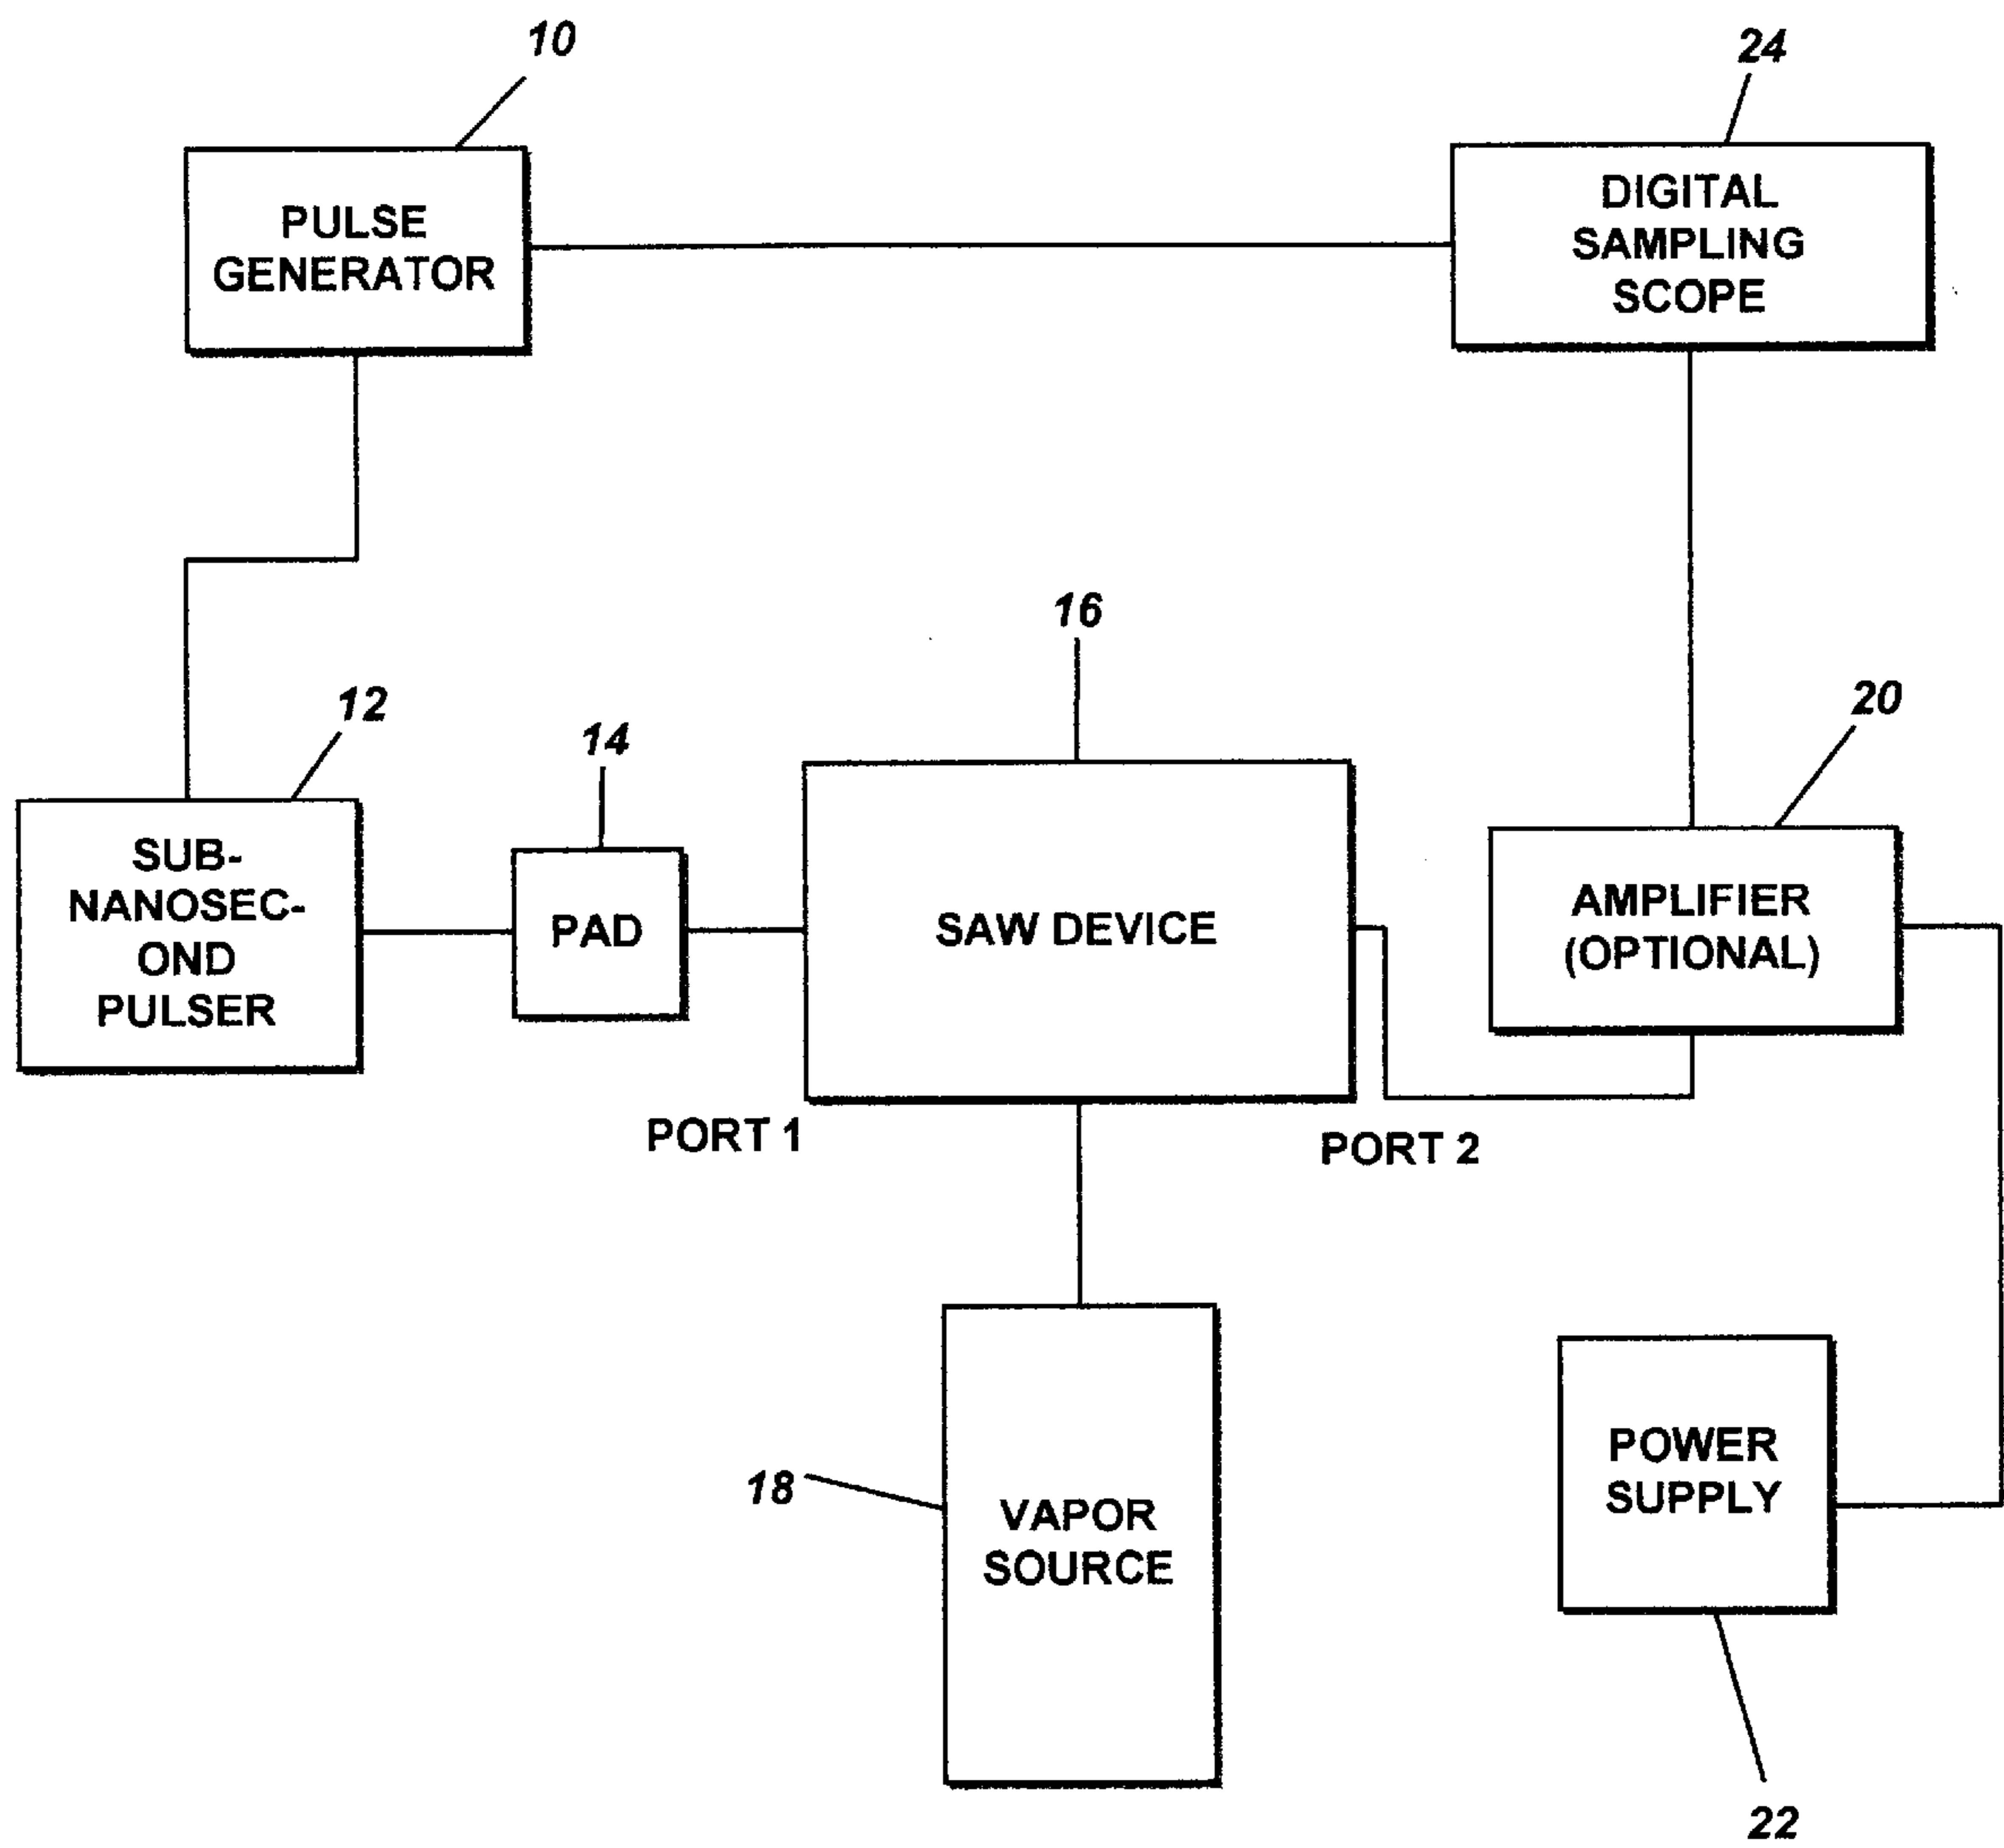 10
24
PULSE
GENERATOR
DIGITAL
SAMPLING
SCOPE
16
12
14
20
SUB-
NANOSEC-
OND
PULSER
PAD
SAW DEVICE
AMPLIFIER
(OPTIONAL)
PORT 1
PORT 2
18
VAPOR
SOURCE
POWER
SUPPLY
22